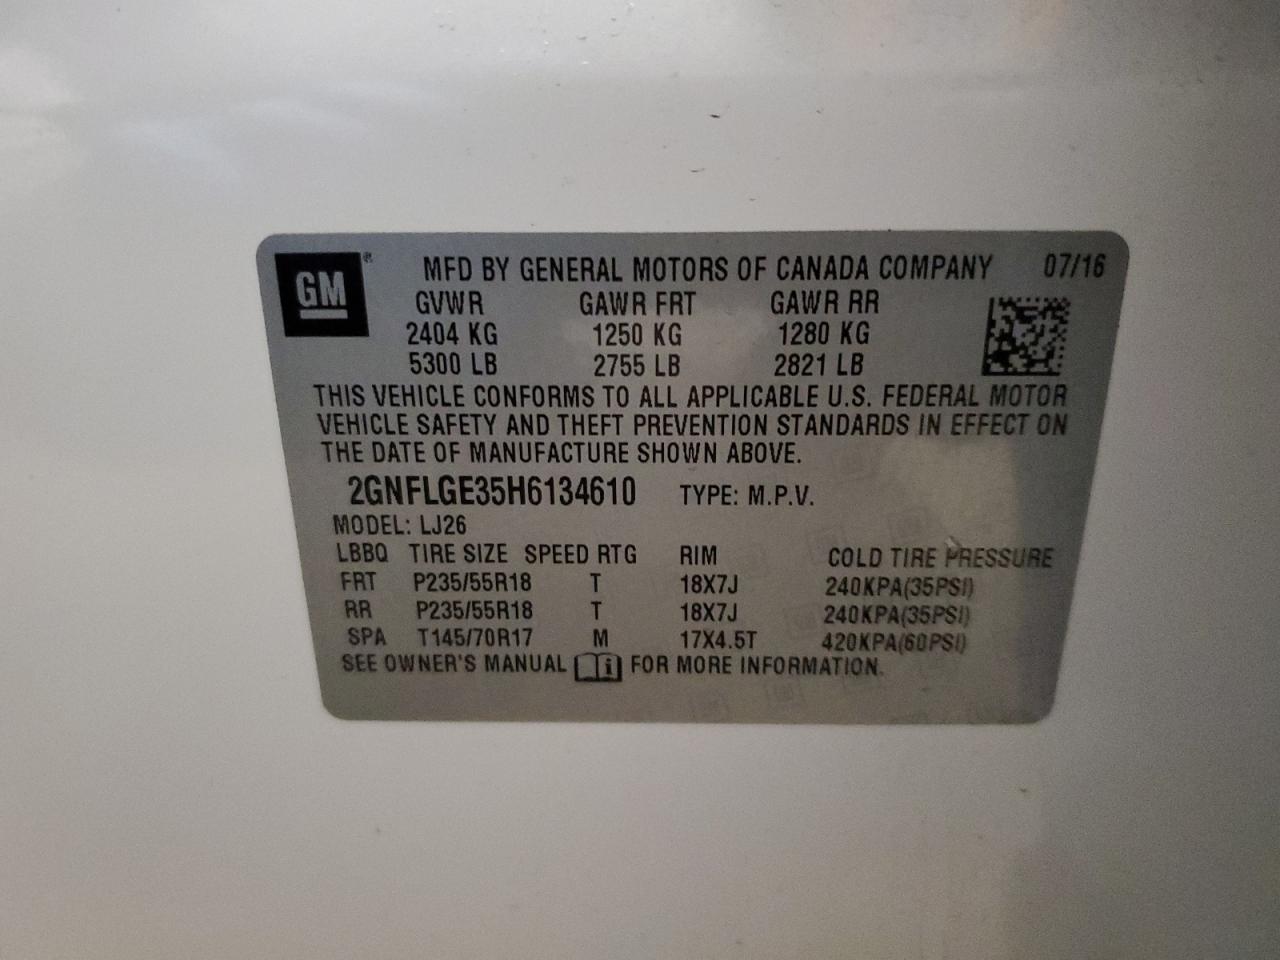 GM ® MFD BY GENERAL MOTORS OF CANADA COMPANY 07/16
GVWR GAWR FRT GAWR RR
2404 KG 1250 KG 1280 KG
5300 LB 2755 LB 2821 LB
THIS VEHICLE CONFORMS TO ALL APPLICABLE U.S. FEDERAL MOTOR
VEHICLE SAFETY AND THEFT PREVENTION STANDARDS IN EFFECT ON
THE DATE OF MANUFACTURE SHOWN ABOVE.
2GNFLGE35H6134610 TYPE: M.P.V.
MODEL: LJ26
LBBQ TIRE SIZE SPEED RTG RIM COLD TIRE PRESSURE
FRT P235/55R18 T 18X7J 240KPA(35PSI)
RR P235/55R18 T 18X7J 240KPA(35PSI)
SPA T145/70R17 M 17X4.5T 420KPA(60PSI)
SEE OWNER'S MANUAL i FOR MORE INFORMATION.